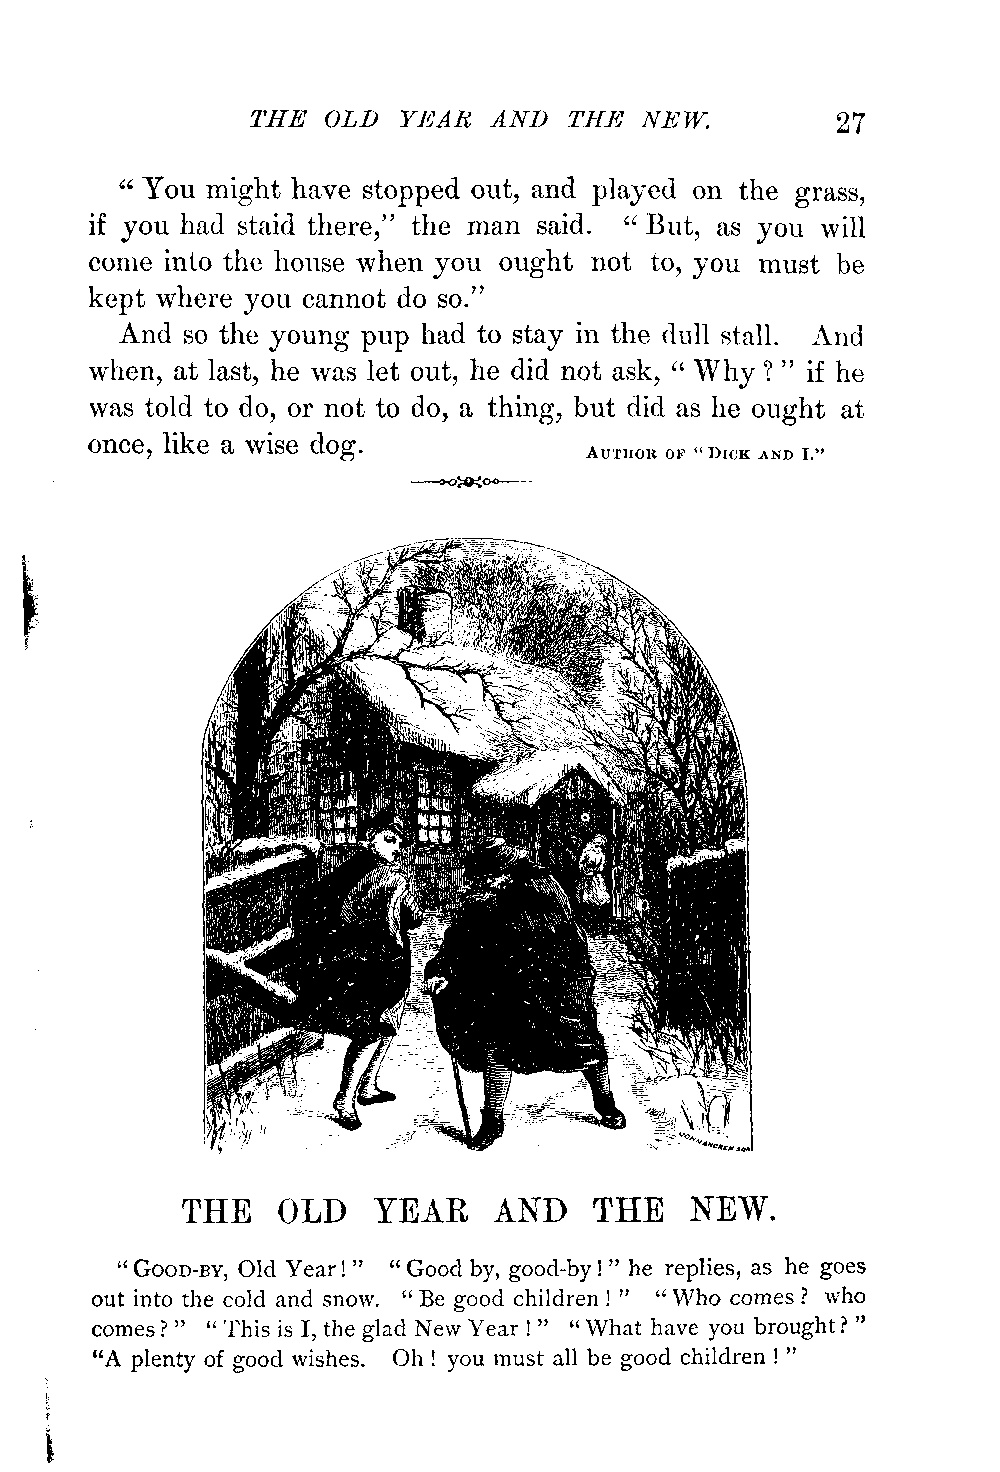 THE OLD YEAR AND THE NEW. 27
“ You might have stopped out, and played on the grass,
if you had staid there,” the man said. “ But, as you will
come into the house when you ought not to, you must be
kept where you cannot do so.”
And so the young pup had to stay in the dull stall. And
when, at last, he was let out, he did not ask, “ Why ? ” if he
was told to do, or not to do, a thing, but did as he ought at
once, like a wise dog. AUTHOR OF “DICK AND I.”
THE OLD YEAR AND THE NEW.
“GOOD-BY, Old Year! ” “Good by, good-by! ” he replies, as he goes
out into the cold and snow. “Be good children ! ” “Who comes ? who
comes ? ” “This is I, the glad New Year ! ” “What have you brought? ”
“A plenty of good wishes. Oh ! you must all be good children ! ”